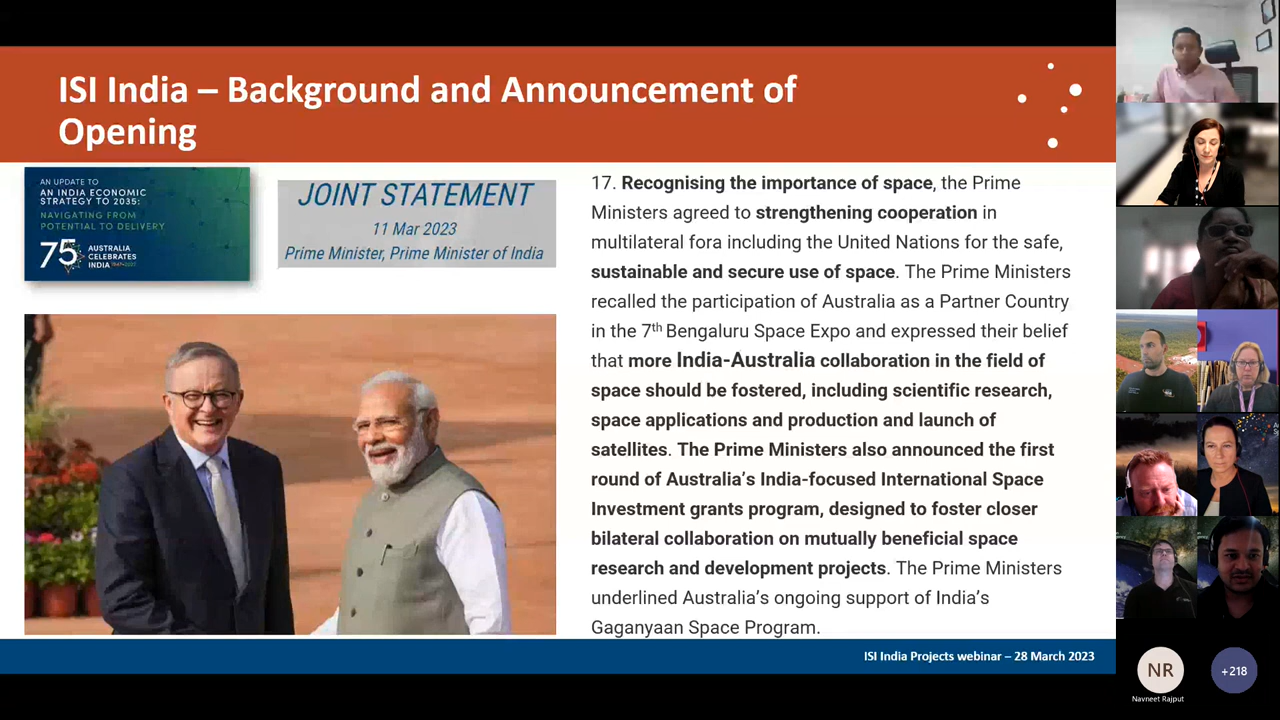 ISI India – Background and Announcement of
Opening
AN UPDATE TO
AN INDIA ECONOMIC
STRATEGY TO 2035:
NAVIGATING FROM
POTENTIAL TO DELIVERY
75
AUSTRALIA
CELEBRATES
INDIA
JOINT STATEMENT
11 Mar 2023
Prime Minister, Prime Minister of India
17. Recognising the importance of space, the Prime
Ministers agreed to strengthening cooperation in
multilateral fora including the United Nations for the safe,
sustainable and secure use of space. The Prime Ministers
recalled the participation of Australia as a Partner Country
in the 7th Bengaluru Space Expo and expressed their belief
that more India-Australia collaboration in the field of
space should be fostered, including scientific research,
space applications and production and launch of
satellites. The Prime Ministers also announced the first
round of Australia’s India-focused International Space
Investment grants program, designed to foster closer
bilateral collaboration on mutually beneficial space
research and development projects. The Prime Ministers
underlined Australia’s ongoing support of India’s
Gaganyaan Space Program.
ISI India Projects webinar – 28 March 2023
NR
Navneet Rajput
+218